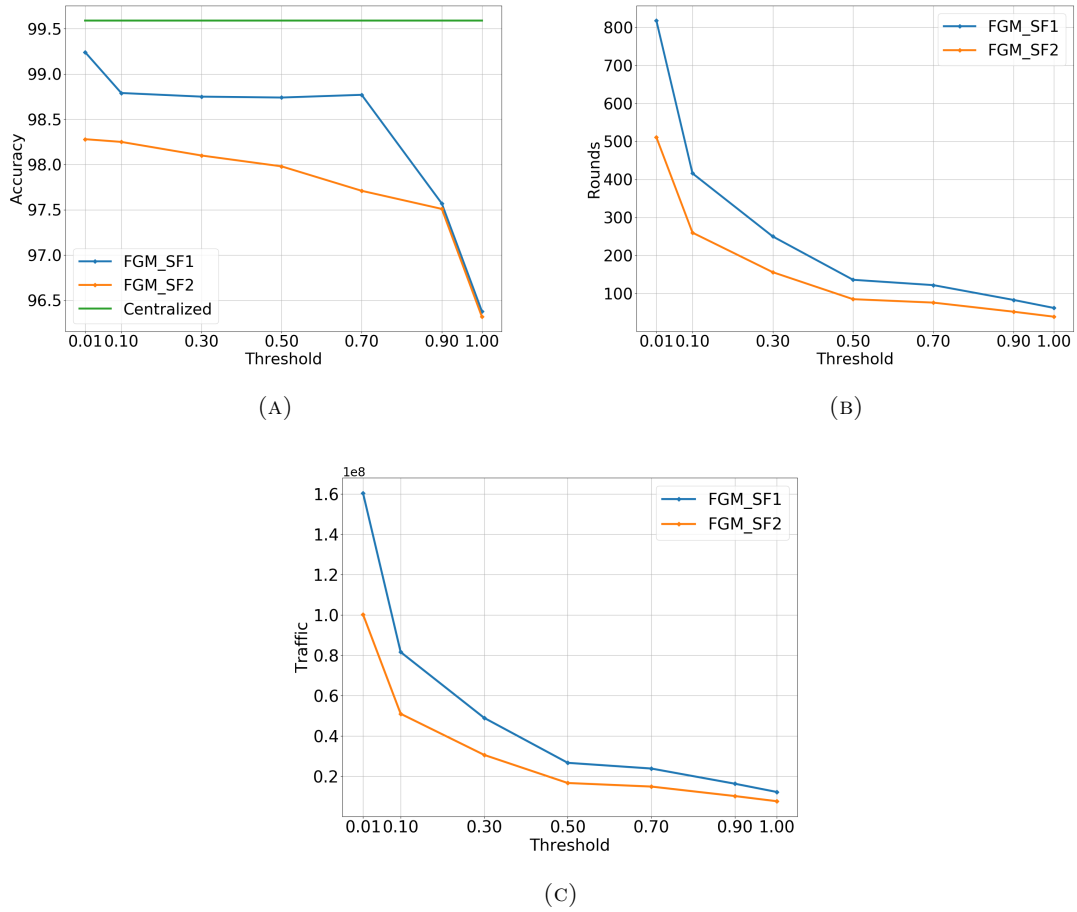 99.5
99.0
98.5
98.0
97.5
97.0
96.5
Accuracy
FGM_SF1
FGM_SF2
Centralized
0.01 0.10 0.30 0.50 0.70 0.90 1.00
Threshold
(A)
800
700
600
500
400
300
200
100
Rounds
FGM_SF1
FGM_SF2
0.01 0.10 0.30 0.50 0.70 0.90 1.00
Threshold
(B)
1e8
1.6
1.4
1.2
1.0
0.8
0.6
0.4
0.2
Traffic
FGM_SF1
FGM_SF2
0.01 0.10 0.30 0.50 0.70 0.90 1.00
Threshold
(C)